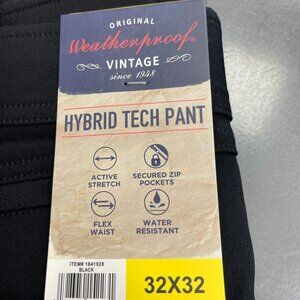 ORIGINAL
Weatherproof®
VINTAGE
since 1948
HYBRID TECH PANT
ACTIVE
STRETCH
SECURED ZIP
POCKETS
FLEX
WAIST
WATER
RESISTANT
ITEM# 1841928
BLACK
32X32